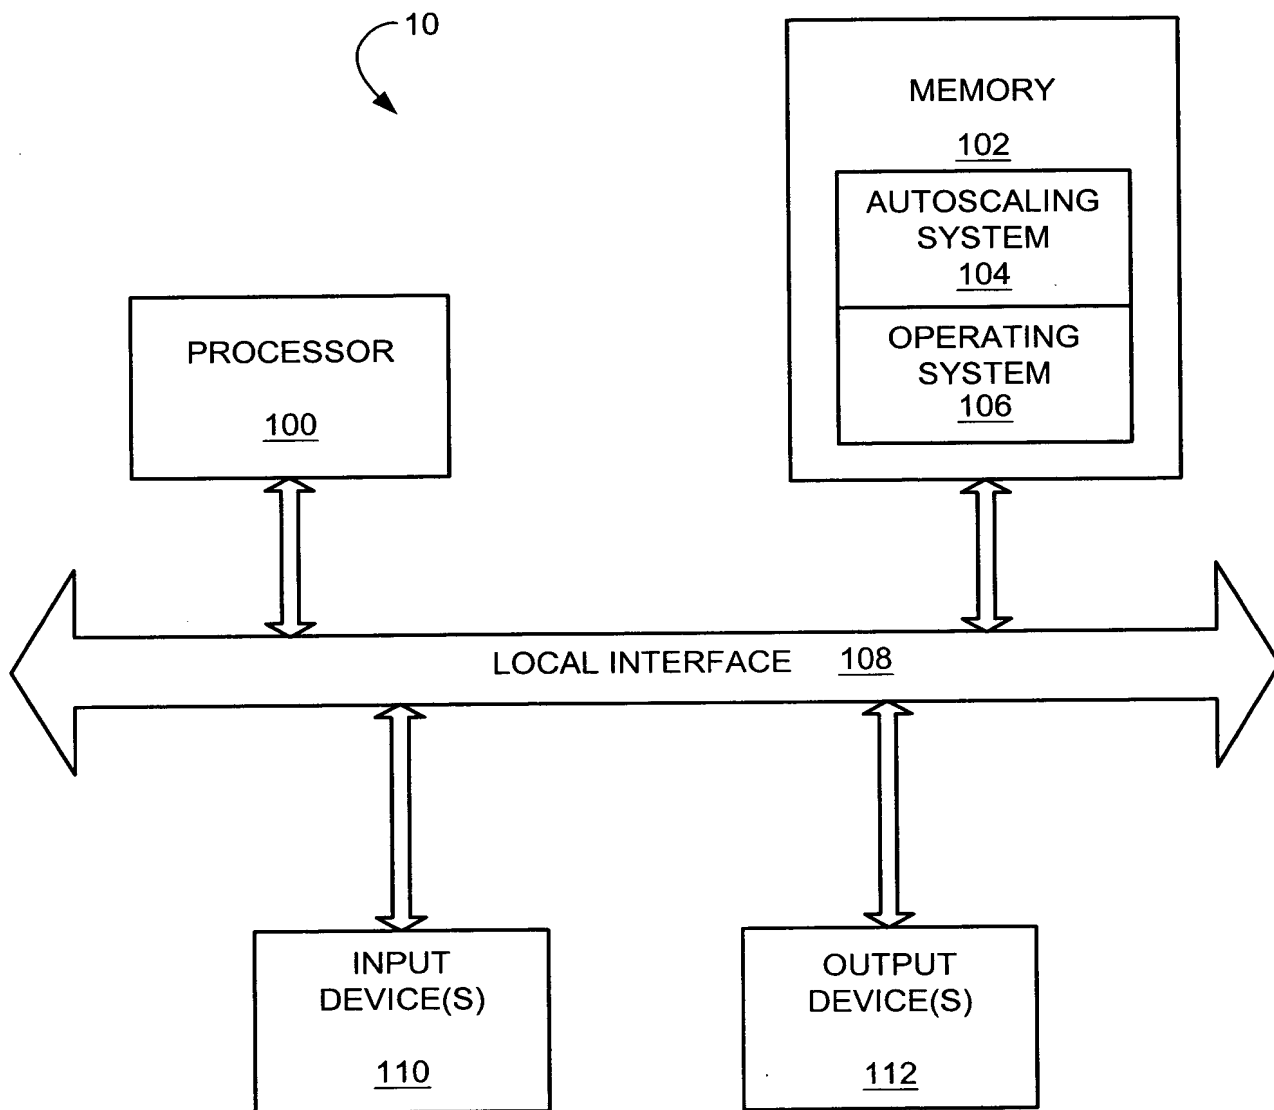 10
MEMORY
102
AUTOSCALING
SYSTEM
104
OPERATING
SYSTEM
106
PROCESSOR
100
LOCAL INTERFACE 108
INPUT
DEVICE(S)
110
OUTPUT
DEVICE(S)
112